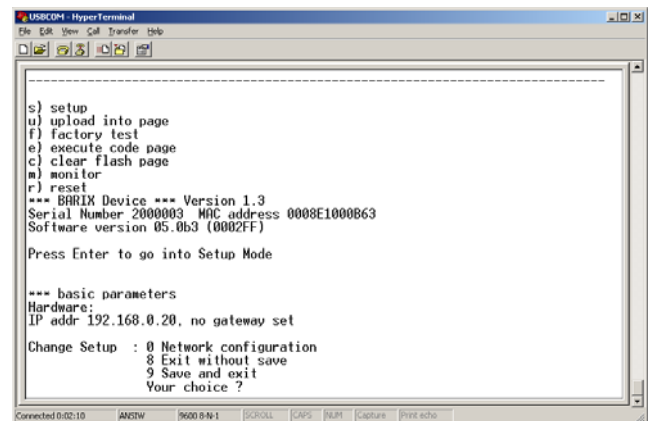 USBCOM - HyperTerminal
File Edit View Call Transfer Help
--------------------------------------------------------------------------------
s) setup
u) upload into page
f) factory test
e) execute code page
c) clear flash page
m) monitor
r) reset
*** BARIX Device *** Version 1.3
Serial Number 2000003 MAC address 0008E1000B63
Software version 05.0b3 (0002FF)
Press Enter to go into Setup Mode
*** basic parameters
Hardware:
IP addr 192.168.0.20, no gateway set
Change Setup : 0 Network configuration
8 Exit without save
9 Save and exit
Your choice ?
Connected 0:02:10 ANSIW 9600 8-N-1 SCROLL CAPS NUM Capture Print echo